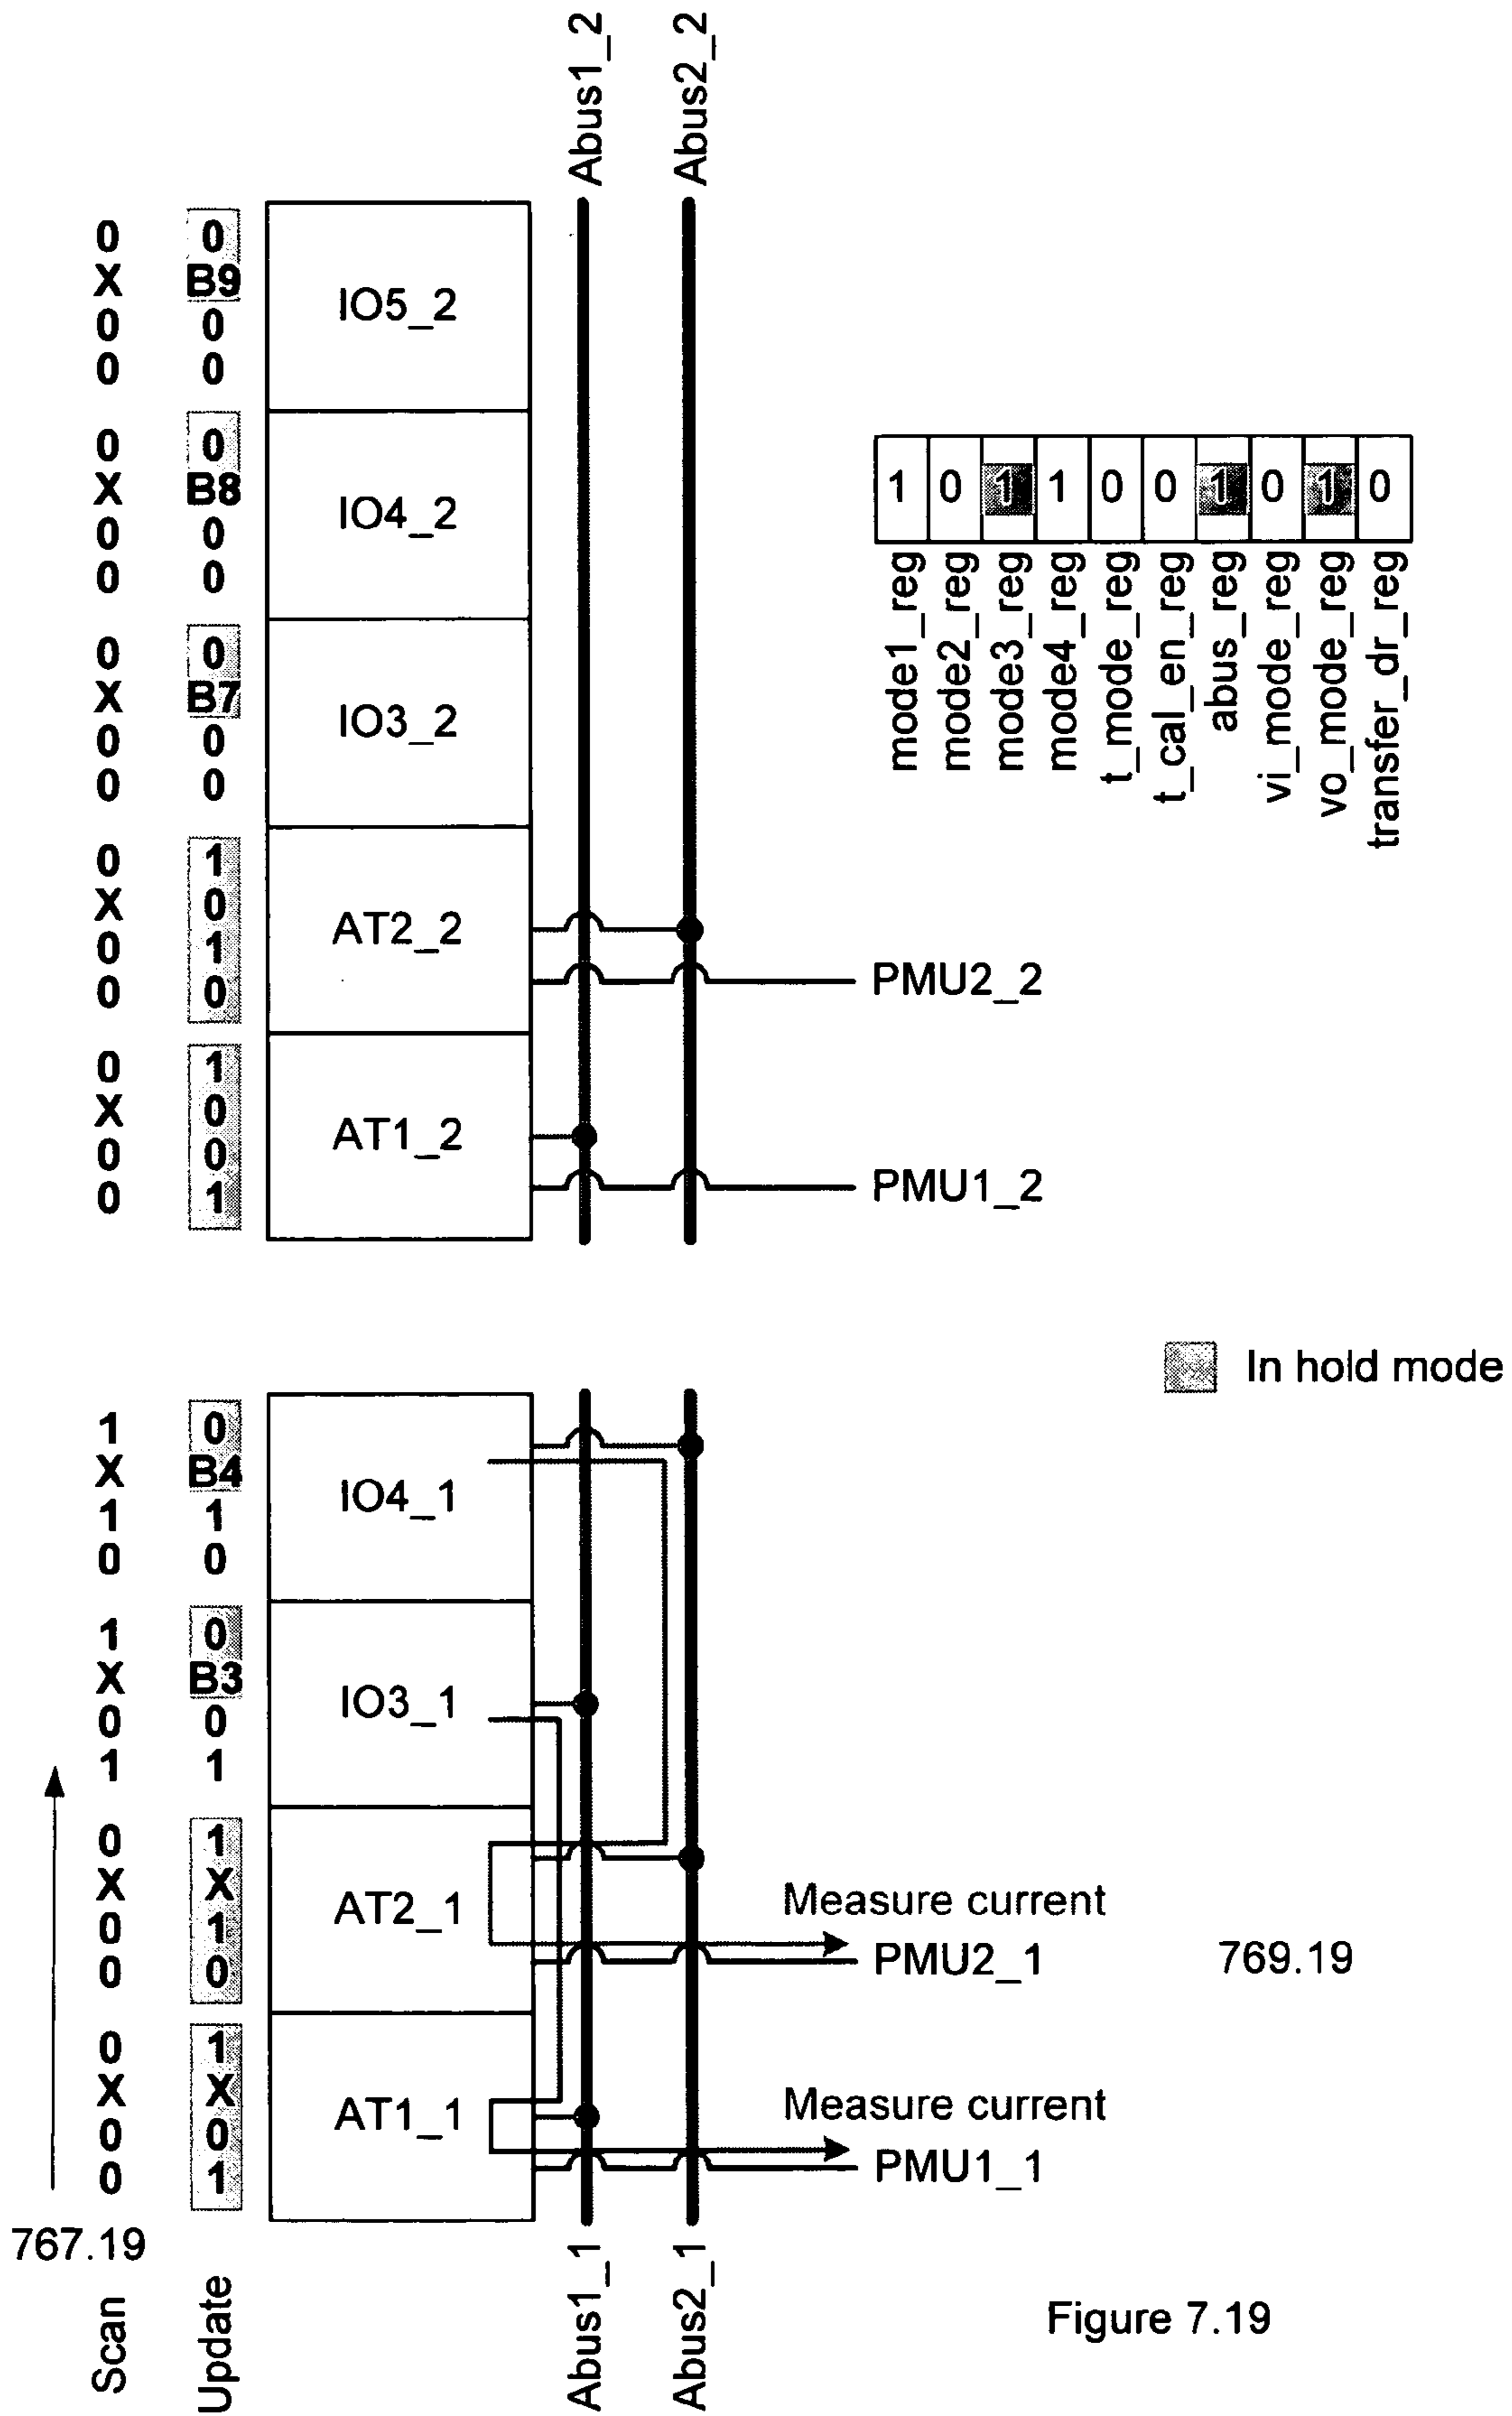 Abus1_2
Abus2_2
0 0
X B9
0 0
0 0
IO5_2
0 0
X B8
0 0
0 0
IO4_2
0 0
X B7
0 0
0 0
IO3_2
0 1
X 0
0 1
0 0
AT2_2
PMU2_2
0 1
X 0
0 0
0 1
AT1_2
PMU1_2
1 0 1 1 0 0 1 0 1 0
mode1_reg
mode2_reg
mode3_reg
mode4_reg
t_mode_reg
t_cal_en_reg
abus_reg
vi_mode_reg
vo_mode_reg
transfer_dr_reg
In hold mode
1 0
X B4
1 1
0 0
IO4_1
1 0
X B3
0 0
1 1
IO3_1
0 1
X X
0 1
0 0
AT2_1
Measure current
PMU2_1
769.19
0 1
X X
0 0
0 1
AT1_1
Measure current
PMU1_1
767.19
Scan
Update
Abus1_1
Abus2_1
Figure 7.19